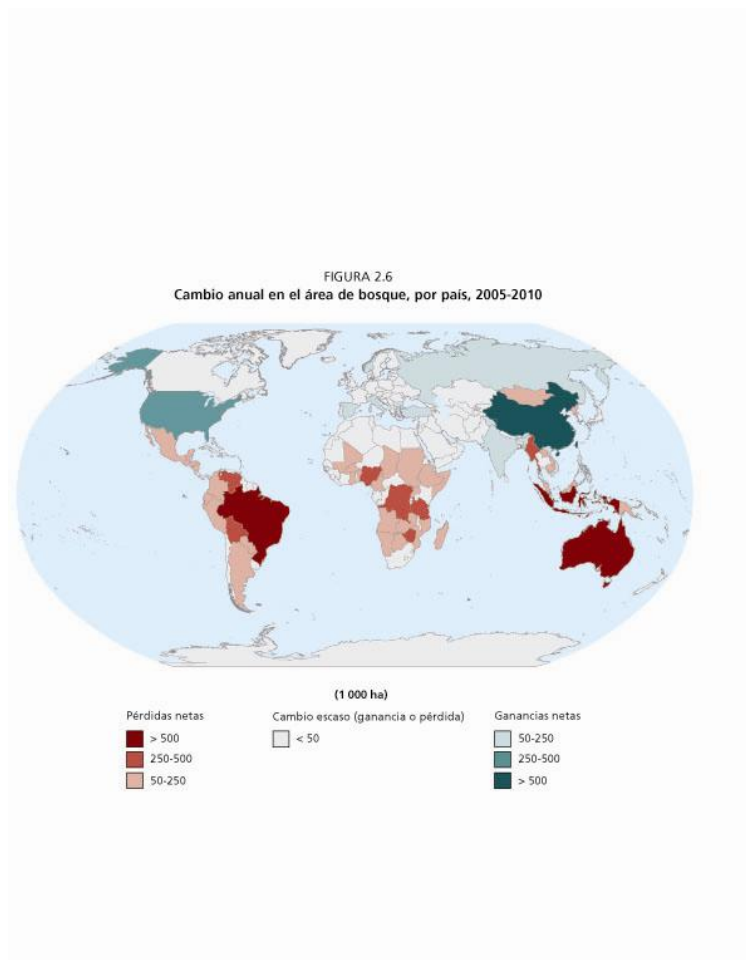 FIGURA 2.6
Cambio anual en el área de bosque, por país, 2005-2010
(1 000 ha)
Pérdidas netas
> 500
250-500
50-250
Cambio escaso (ganancia o pérdida)
< 50
Ganancias netas
50-250
250-500
> 500